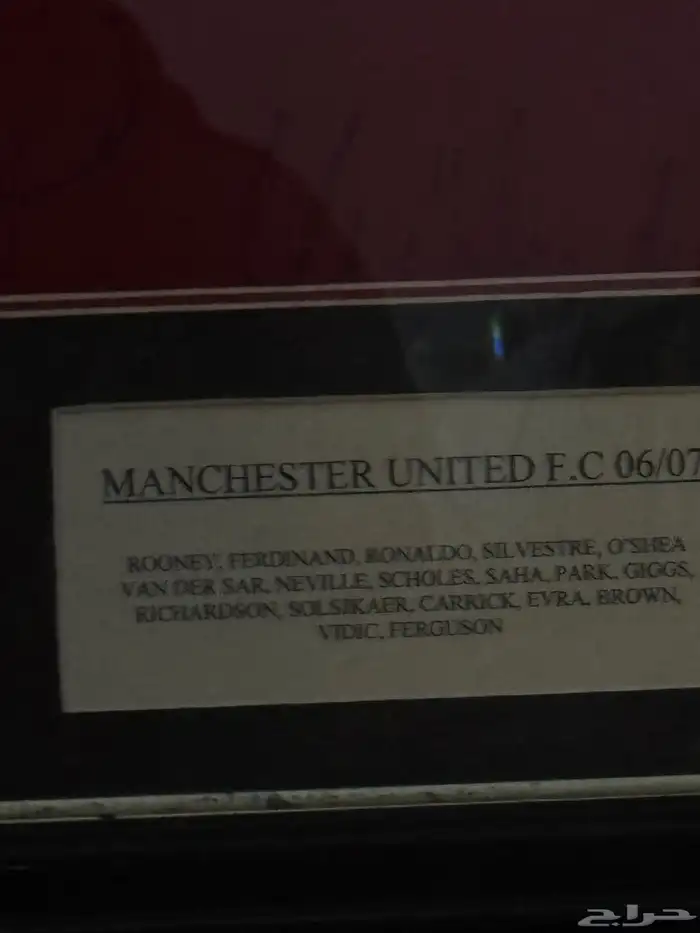 MANCHESTER UNITED F.C 06/07
ROONEY, FERDINAND, RONALDO, SILVESTRE, O'SHEA
VAN DER SAR, NEVILLE, SCHOLES, SAHA, PARK, GIGGS,
RICHARDSON, SOLSJKAER, CARRICK, EVRA, BROWN,
VIDIC, FERGUSON
حراج